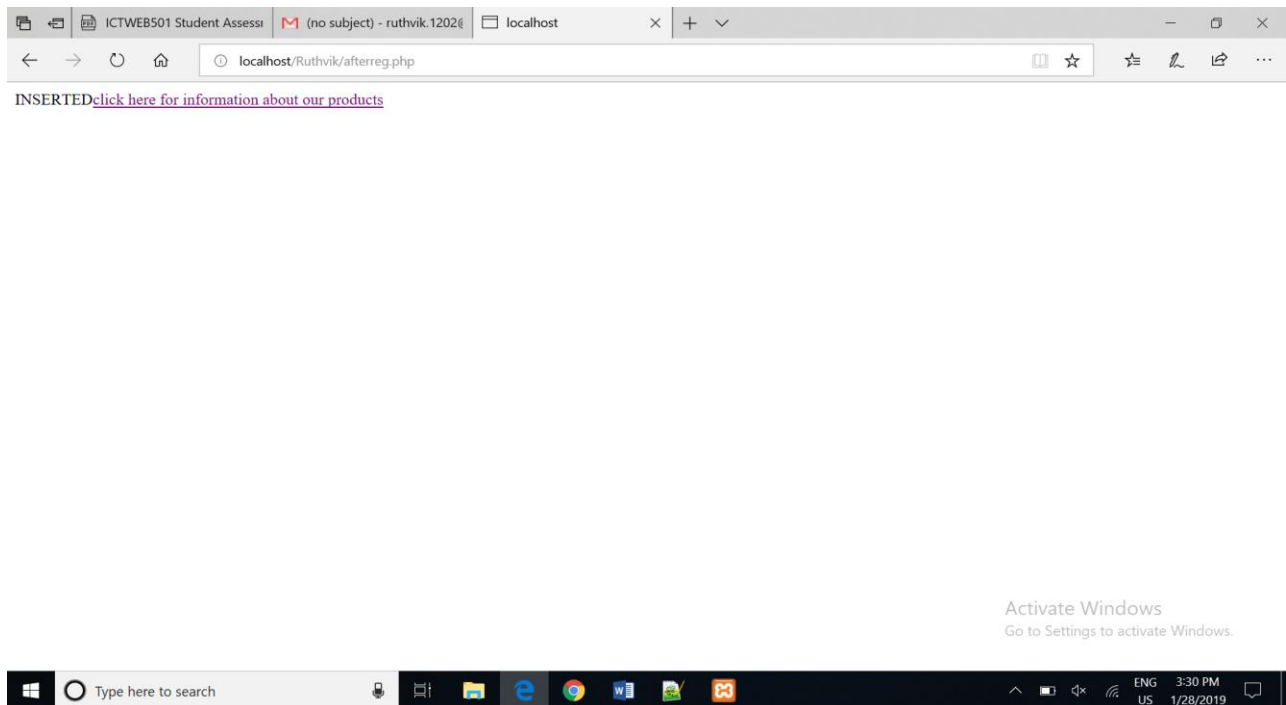 ICTWEB501 Student Assessm
(no subject) - ruthvik.1202@
localhost
localhost/Ruthvik/afterreg.php
INSERTEDclick here for information about our products
Activate Windows
Go to Settings to activate Windows.
Type here to search
ENG 3:30 PM
US 1/28/2019